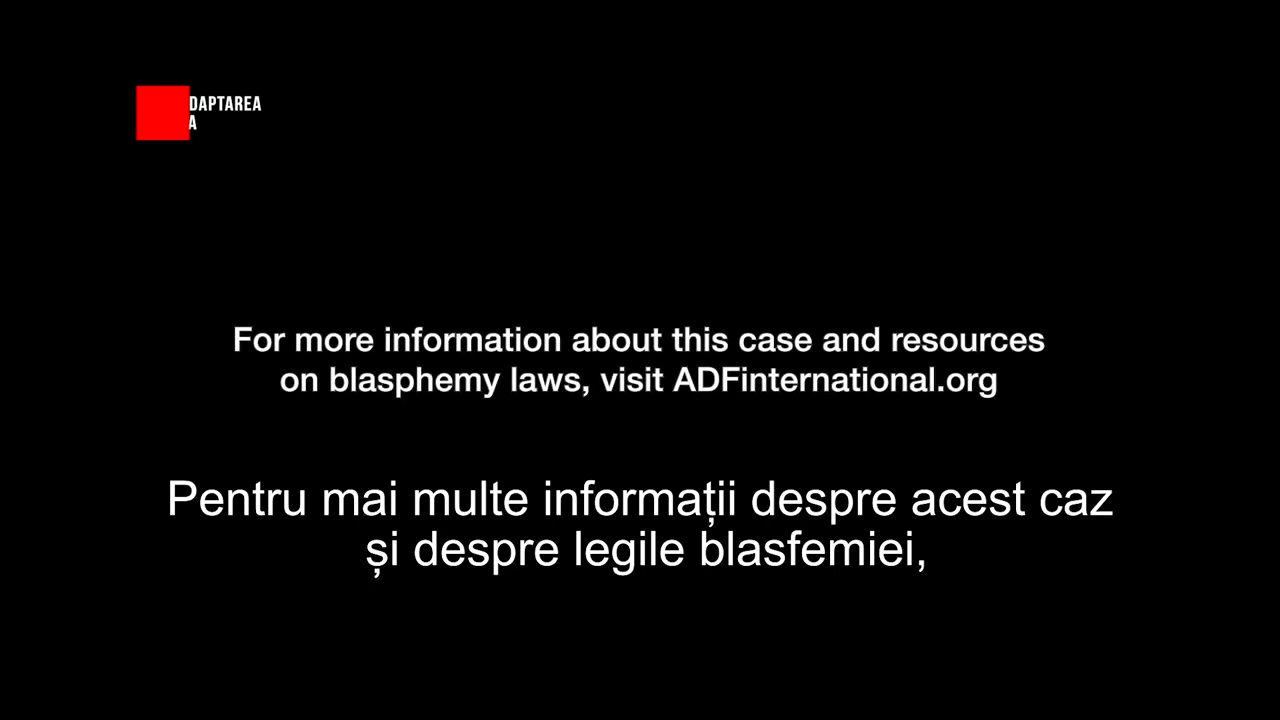 DAPTAREA
A
For more information about this case and resources
on blasphemy laws, visit ADFinternational.org
Pentru mai multe informații despre acest caz
și despre legile blasfemiei,